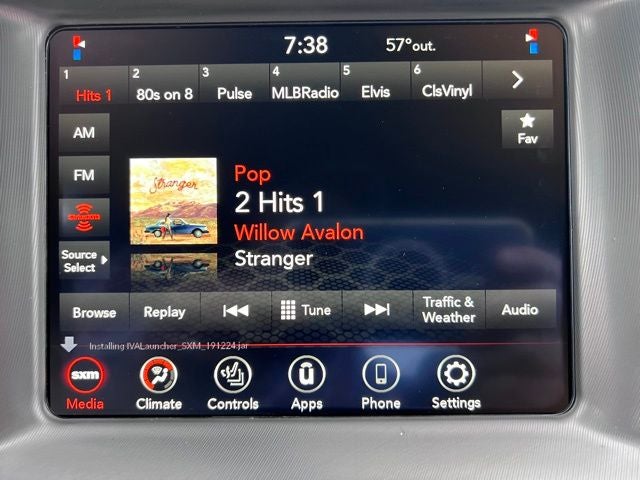 7:38 57°out.
1 2 3 4 5 6
Hits 1 80s on 8 Pulse MLBRadio Elvis ClsVinyl
AM
Fav
FM
Stranger
Pop
2 Hits 1
Willow Avalon
Stranger
siriusxm
Source
Select
Browse Replay Tune Traffic & Weather Audio
Installing IVALauncher_SXM_191224.jar
sxm
Media Climate Controls Apps Phone Settings